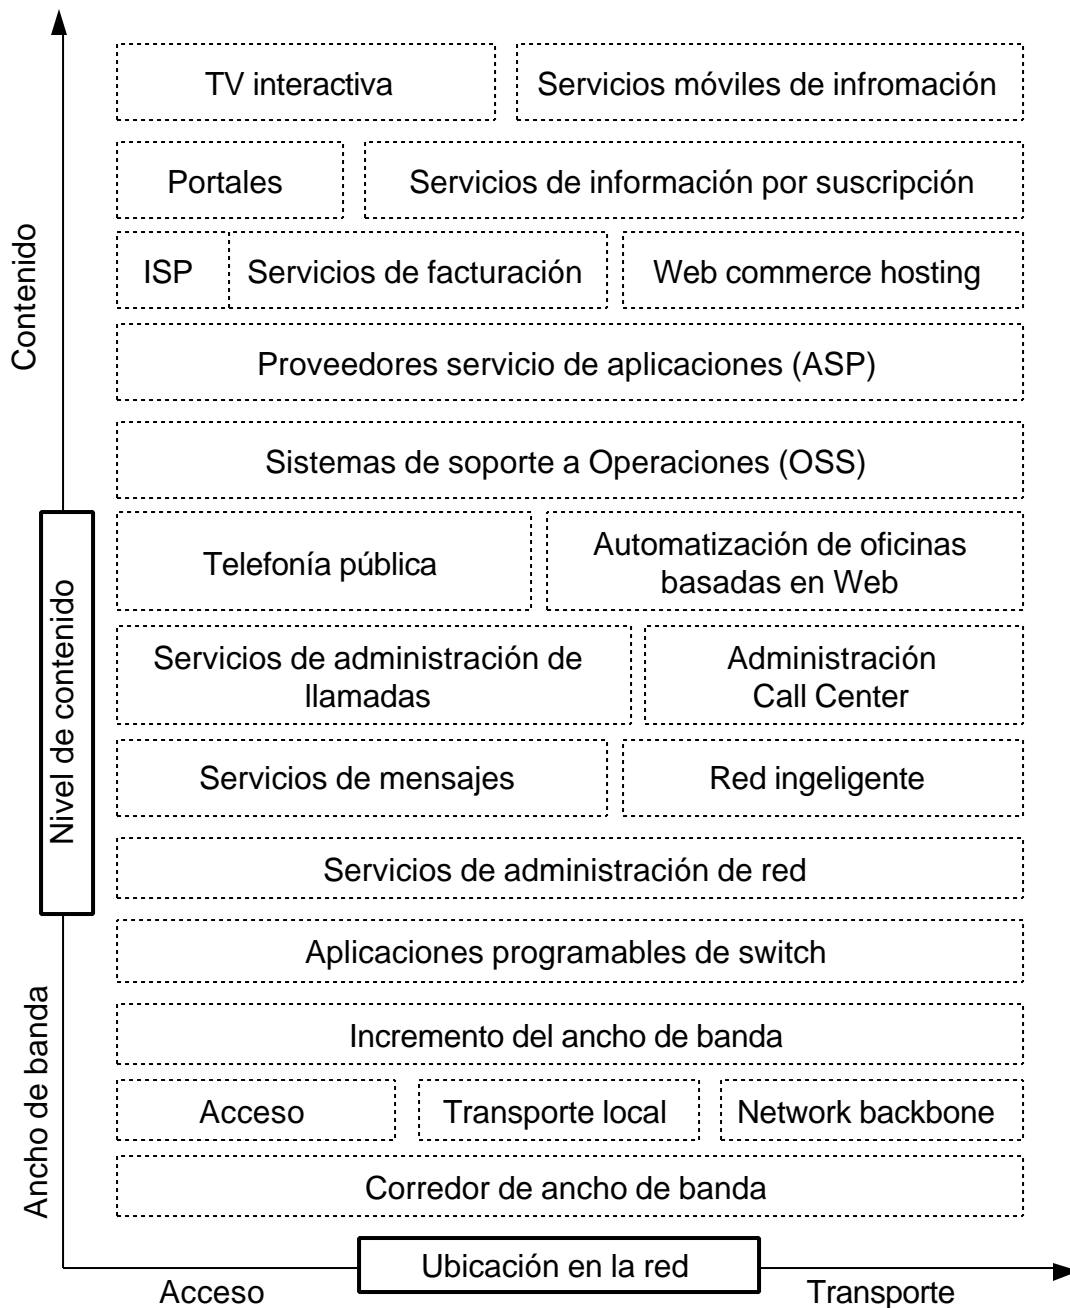 TV interactiva
Servicios móviles de infromación
Portales
Servicios de información por suscripción
ISP
Servicios de facturación
Web commerce hosting
Proveedores servicio de aplicaciones (ASP)
Sistemas de soporte a Operaciones (OSS)
Telefonía pública
Automatización de oficinas
basadas en Web
Servicios de administración de
llamadas
Administración
Call Center
Servicios de mensajes
Red ingeligente
Servicios de administración de red
Aplicaciones programables de switch
Incremento del ancho de banda
Acceso
Transporte local
Network backbone
Corredor de ancho de banda
Contenido
Nivel de contenido
Ancho de banda
Acceso
Ubicación en la red
Transporte